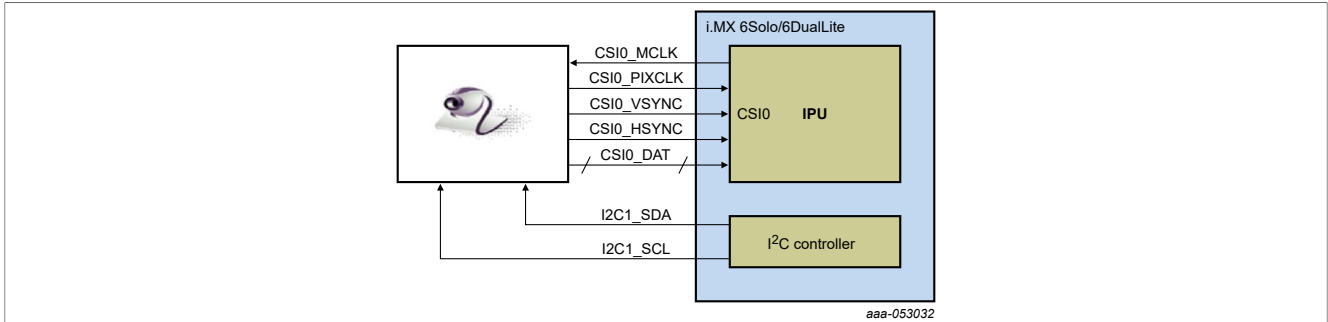 i.MX 6Solo/6DualLite
CSI0_MCLK
CSI0_PIXCLK
CSI0_VSYNC
CSI0 IPU
CSI0_HSYNC
CSI0_DAT
I2C1_SDA
I2C controller
I2C1_SCL
aaa-053032